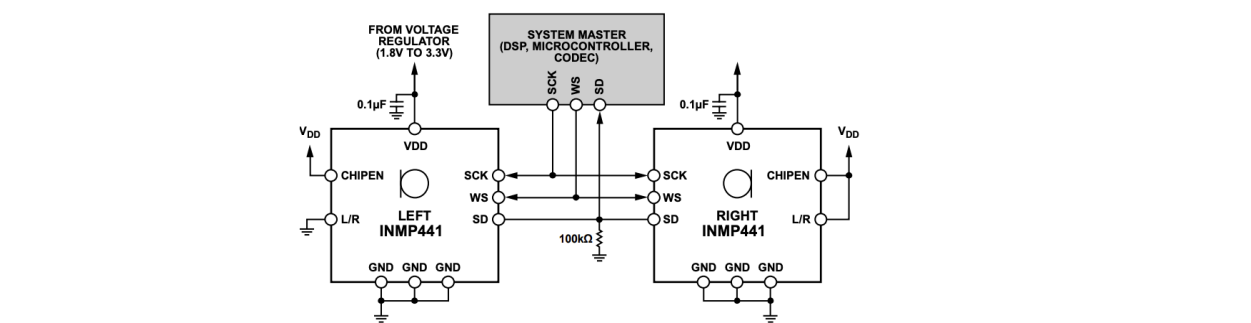 FROM VOLTAGE
REGULATOR
(1.8V TO 3.3V)
SYSTEM MASTER
(DSP, MICROCONTROLLER,
CODEC)
SCK
WS
SD
0.1µF
0.1µF
VDD
VDD
VDD
VDD
CHIPEN
SCK
SCK
CHIPEN
WS
WS
L/R
LEFT
INMP441
SD
SD
RIGHT
INMP441
L/R
100kΩ
GND GND GND
GND GND GND